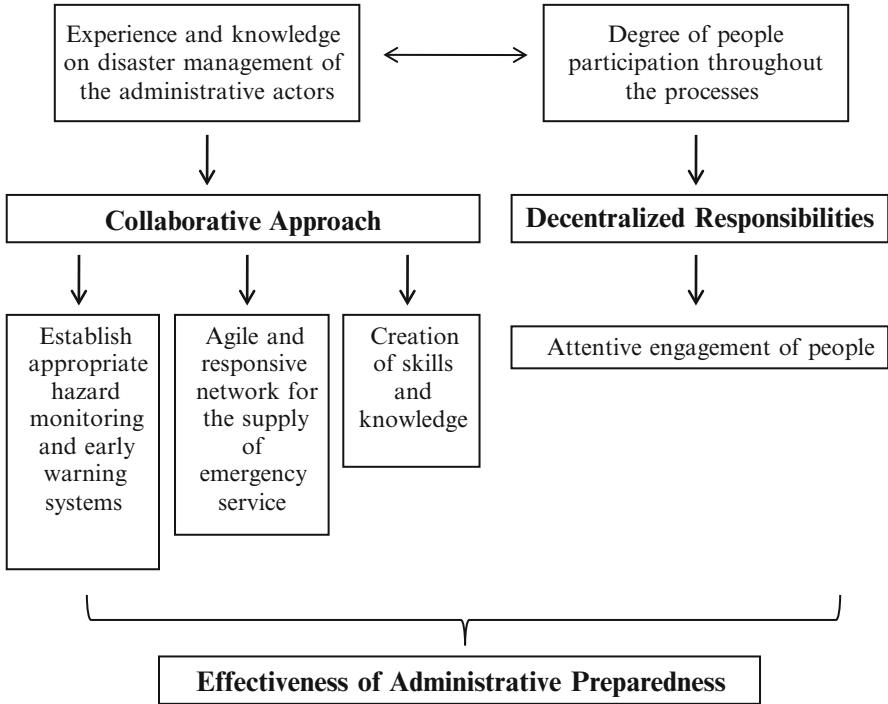 Experience and knowledge
on disaster management of
the administrative actors
Degree of people
participation throughout
the processes
Collaborative Approach
Decentralized Responsibilities
Establish
appropriate
hazard
monitoring
and early
warning
systems
Agile and
responsive
network for
the supply
of
emergency
service
Creation
of skills
and
knowledge
Attentive engagement of people
Effectiveness of Administrative Preparedness